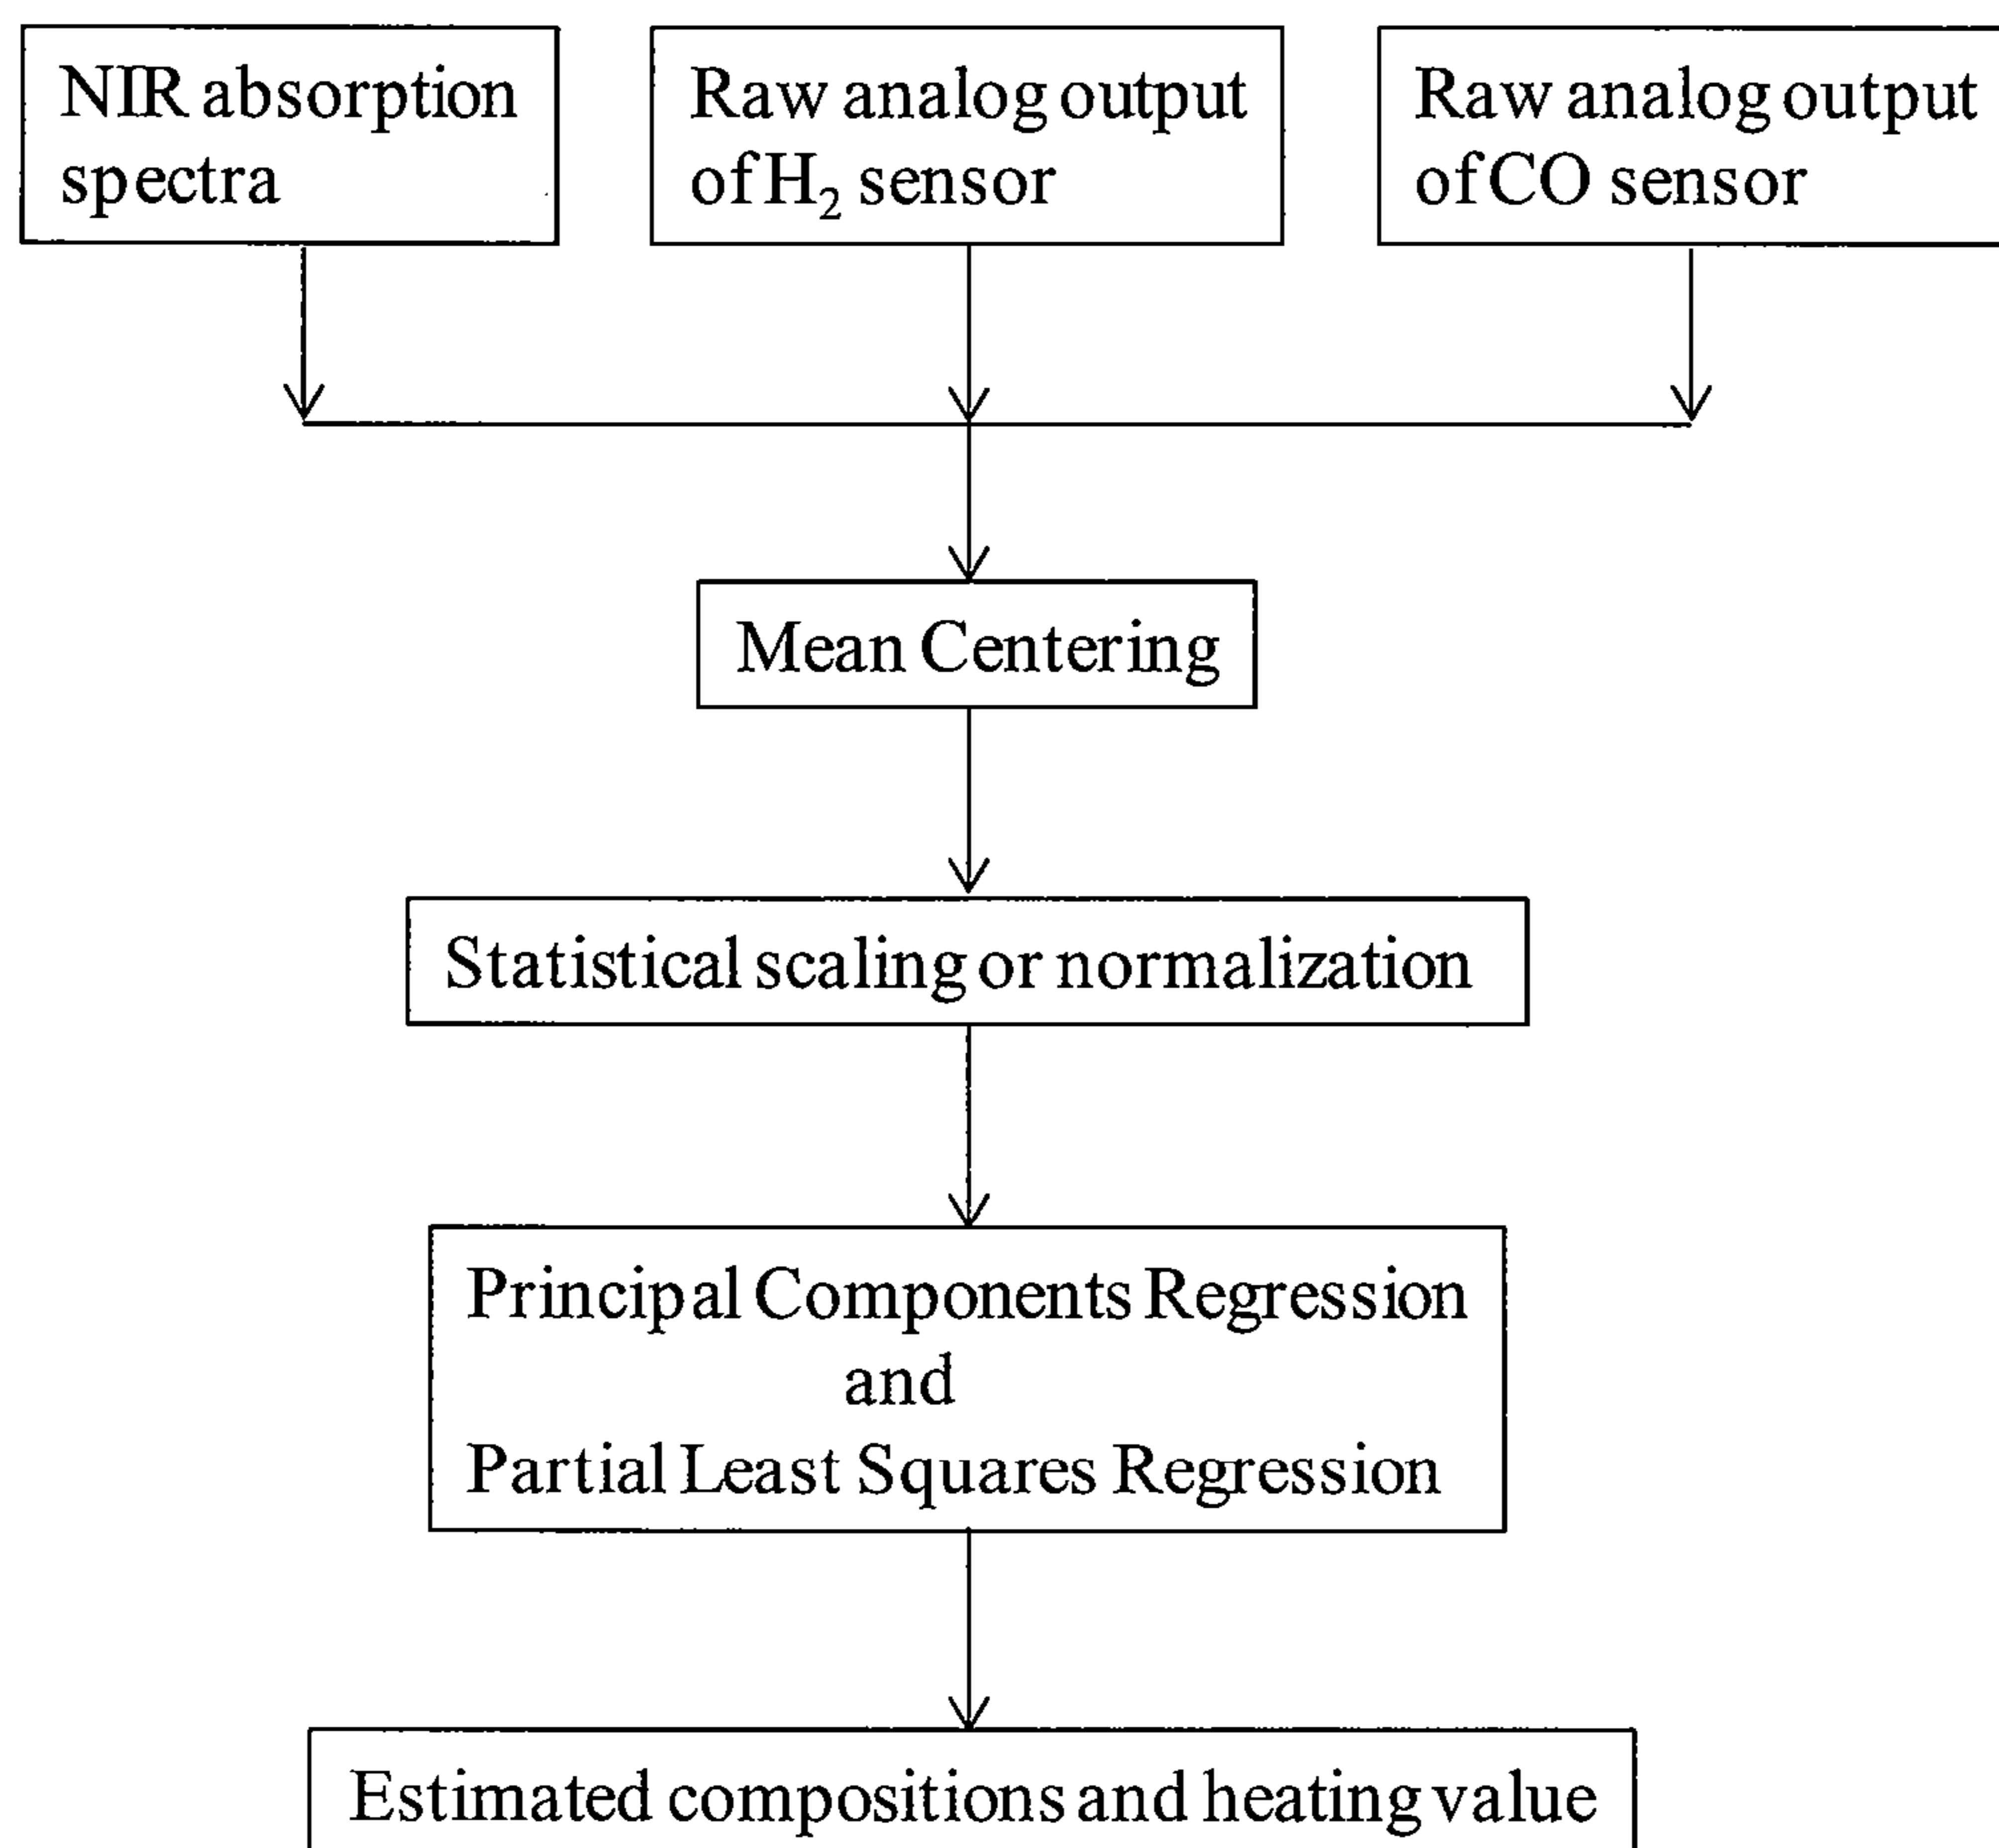 NIR absorption
spectra
Raw analog output
of H₂ sensor
Raw analog output
of CO sensor
Mean Centering
Statistical scaling or normalization
Principal Components Regression
and
Partial Least Squares Regression
Estimated compositions and heating value